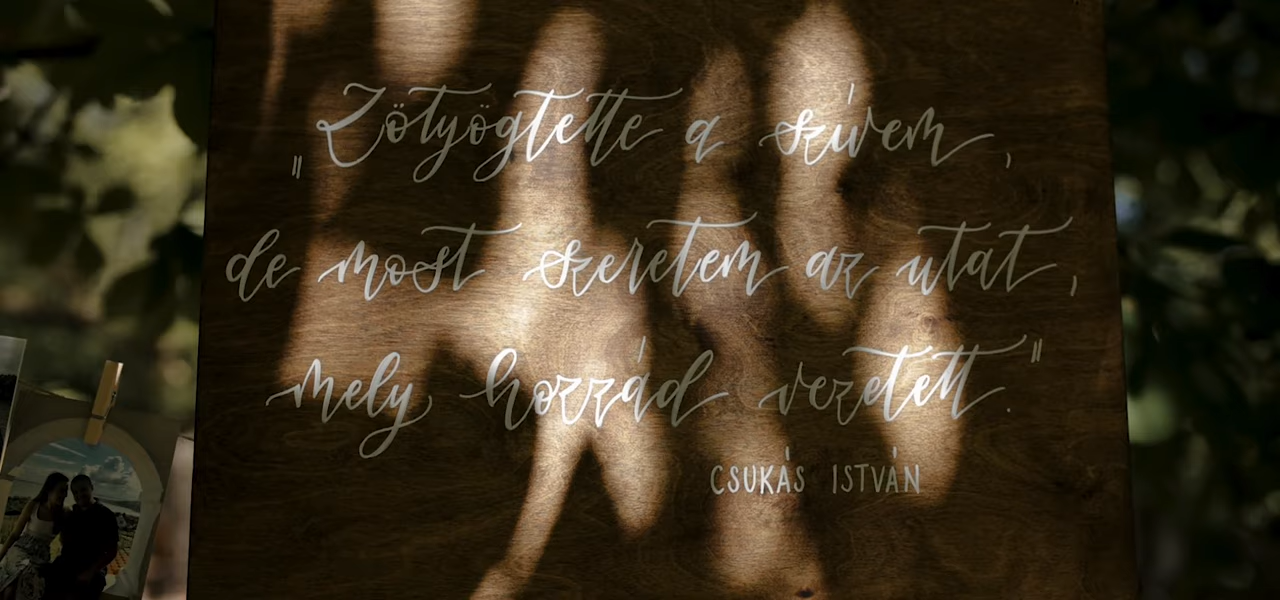 „Zötyögtette a szívem,
de most szeretem az utat,
mely hozzád vezetett".
CSUKÁS ISTVÁN